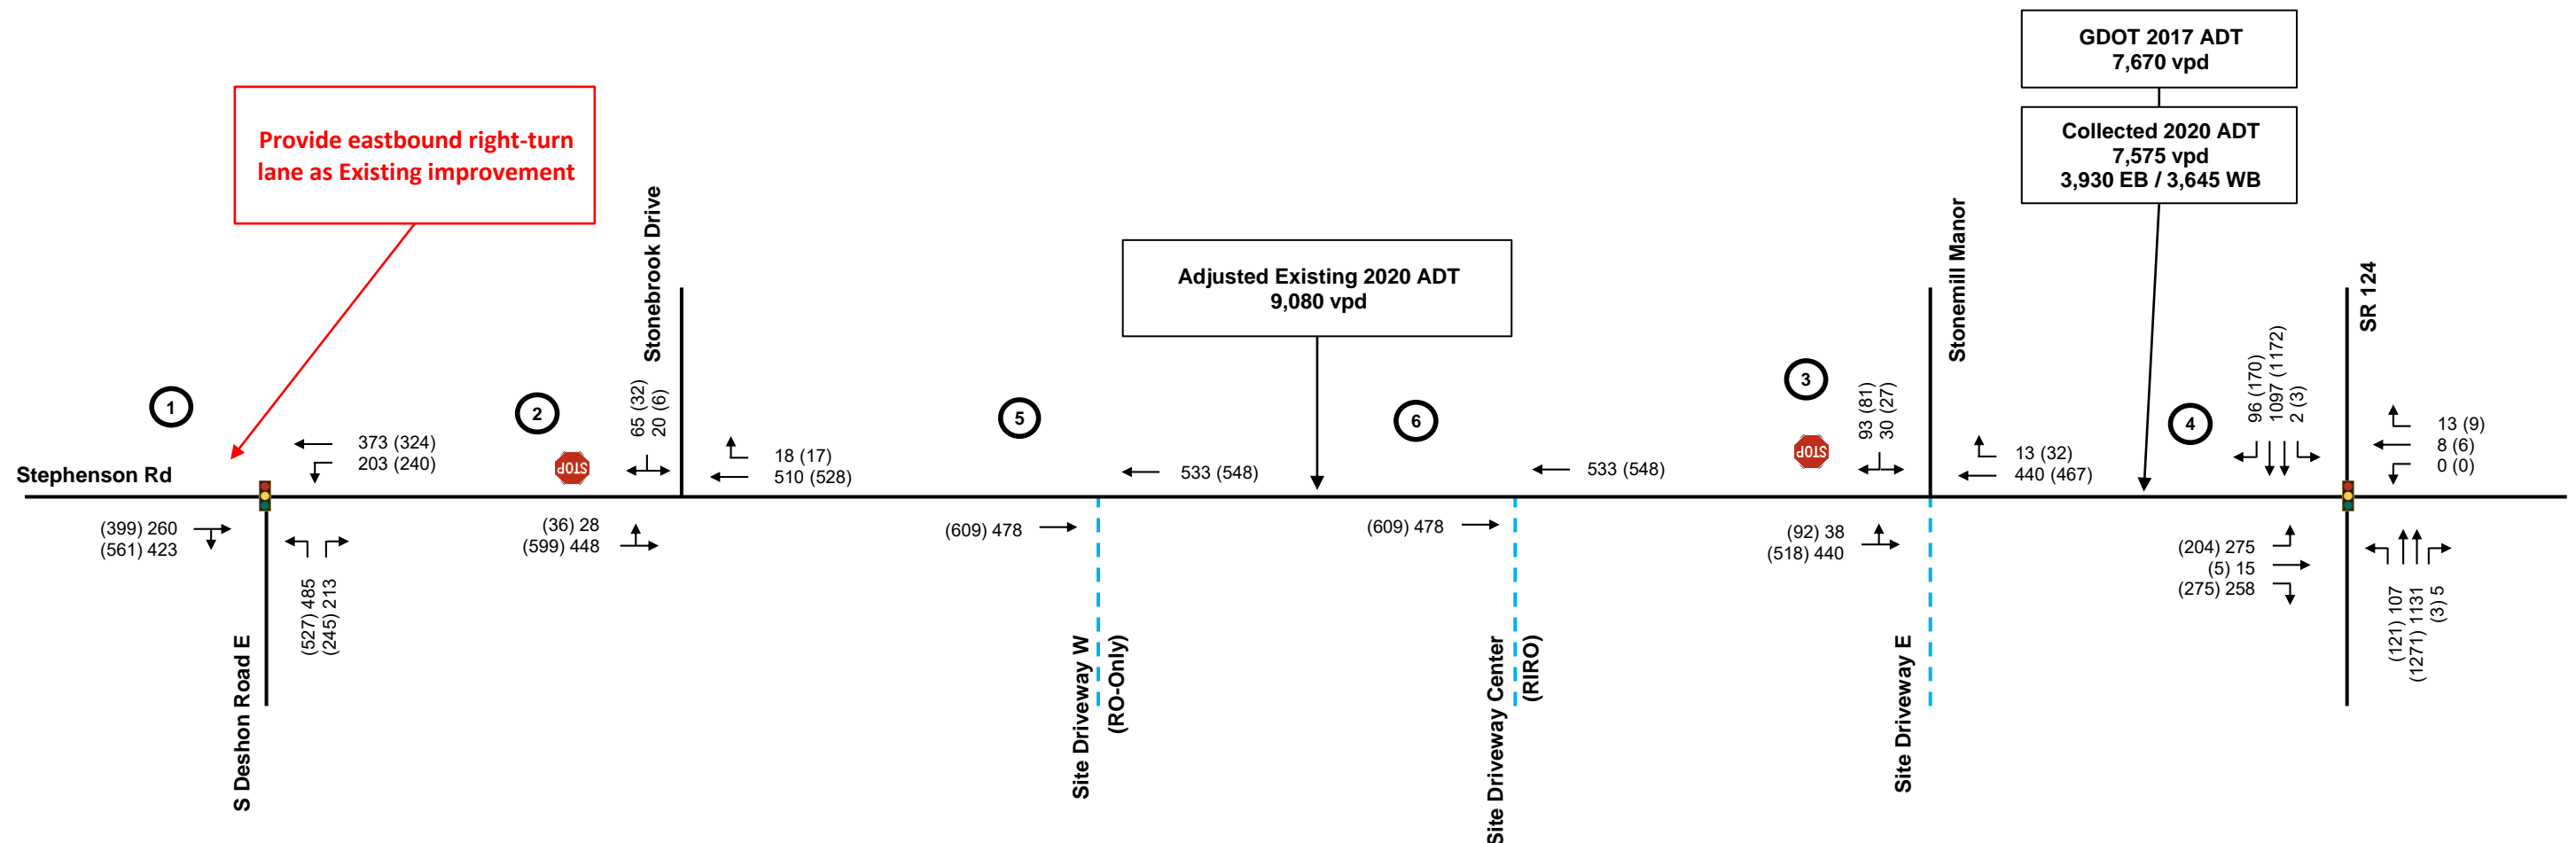 GDOT 2017 ADT
7,670 vpd
Collected 2020 ADT
7,575 vpd
3,930 EB / 3,645 WB
Provide eastbound right-turn
lane as Existing improvement
Adjusted Existing 2020 ADT
9,080 vpd
Stephenson Rd
1
373 (324)
203 (240)
(399) 260
(561) 423
(527) 485
(245) 213
S Deshon Road E
2
STOP
65 (32)
20 (6)
Stonebrook Drive
18 (17)
510 (528)
(36) 28
(599) 448
5
533 (548)
(609) 478
Site Driveway W
(RO-Only)
6
533 (548)
(609) 478
Site Driveway Center
(RIRO)
3
STOP
93 (81)
30 (27)
Stonemill Manor
13 (32)
440 (467)
(92) 38
(518) 440
Site Driveway E
4
96 (170)
1097 (1172)
2 (3)
SR 124
13 (9)
8 (6)
0 (0)
(204) 275
(5) 15
(275) 258
(121) 107
(1271) 1131
(3) 5